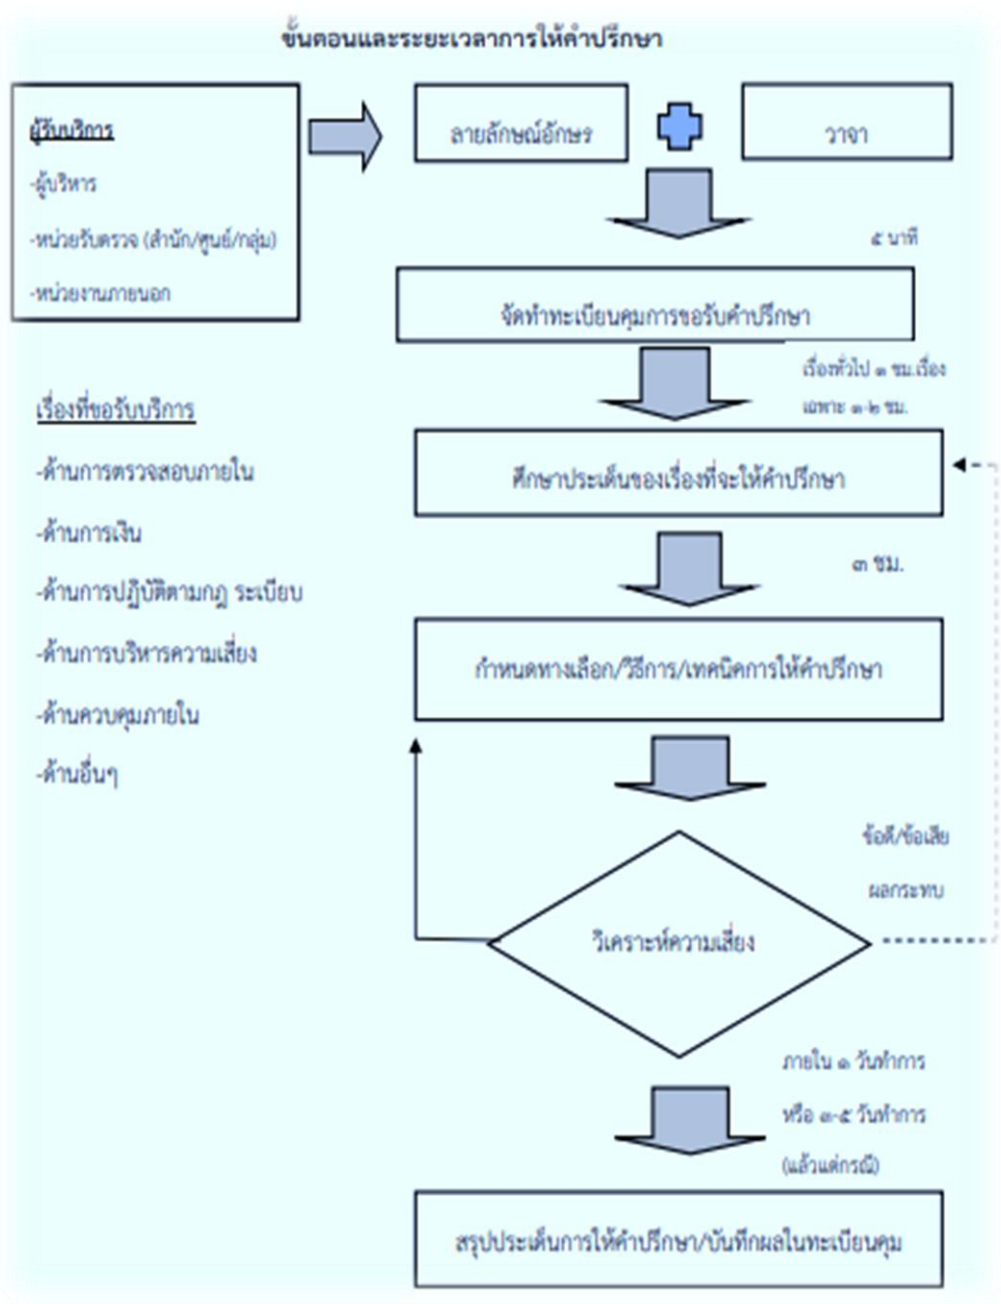 ขั้นตอนและระยะเวลาการให้คำปรึกษา
ผู้รับบริการ
-ผู้บริหาร
-หน่วยรับตรวจ (สำนัก/ศูนย์/กลุ่ม)
-หน่วยงานภายนอก
ลายลักษณ์อักษร
วาจา
๕ นาที
จัดทำทะเบียนคุมการขอรับคำปรึกษา
เรื่องทั่วไป ๑ ชม.เรื่อง
เฉพาะ ๑-๒ ชม.
เรื่องที่ขอรับบริการ
-ด้านการตรวจสอบภายใน
-ด้านการเงิน
-ด้านการปฏิบัติตามกฎ ระเบียบ
-ด้านการบริหารความเสี่ยง
-ด้านควบคุมภายใน
-ด้านอื่นๆ
ศึกษาประเด็นของเรื่องที่จะให้คำปรึกษา
๓ ชม.
กำหนดทางเลือก/วิธีการ/เทคนิคการให้คำปรึกษา
ข้อดี/ข้อเสีย
ผลกระทบ
วิเคราะห์ความเสี่ยง
ภายใน ๑ วันทำการ
หรือ ๓-๕ วันทำการ
(แล้วแต่กรณี)
สรุปประเด็นการให้คำปรึกษา/บันทึกผลในทะเบียนคุม